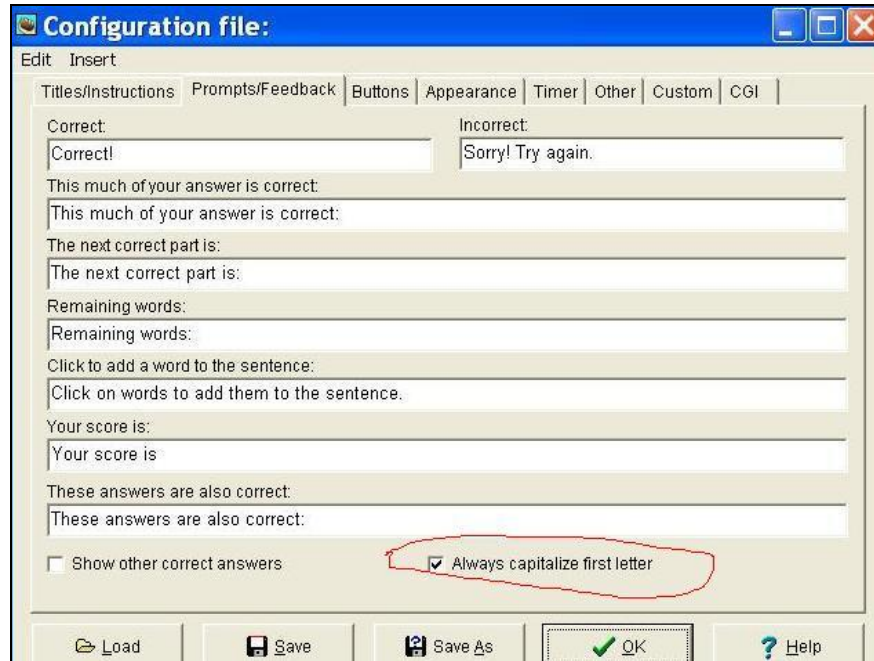 Configuration file:
Edit Insert
Titles/Instructions Prompts/Feedback Buttons Appearance Timer Other Custom CGI
Correct: Incorrect:
Correct! Sorry! Try again.
This much of your answer is correct:
This much of your answer is correct:
The next correct part is:
The next correct part is:
Remaining words:
Remaining words:
Click to add a word to the sentence:
Click on words to add them to the sentence.
Your score is:
Your score is
These answers are also correct:
These answers are also correct:
Show other correct answers Always capitalize first letter
Load Save Save As OK Help